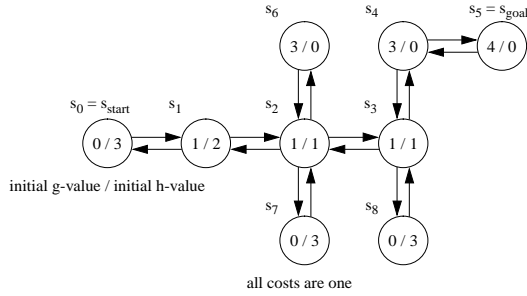 s6 s4 s5 = sgoal
3 / 0 3 / 0 4 / 0
s0 = sstart s1 s2 s3
0 / 3 1 / 2 1 / 1 1 / 1
initial g-value / initial h-value
s7 s8
0 / 3 0 / 3
all costs are one